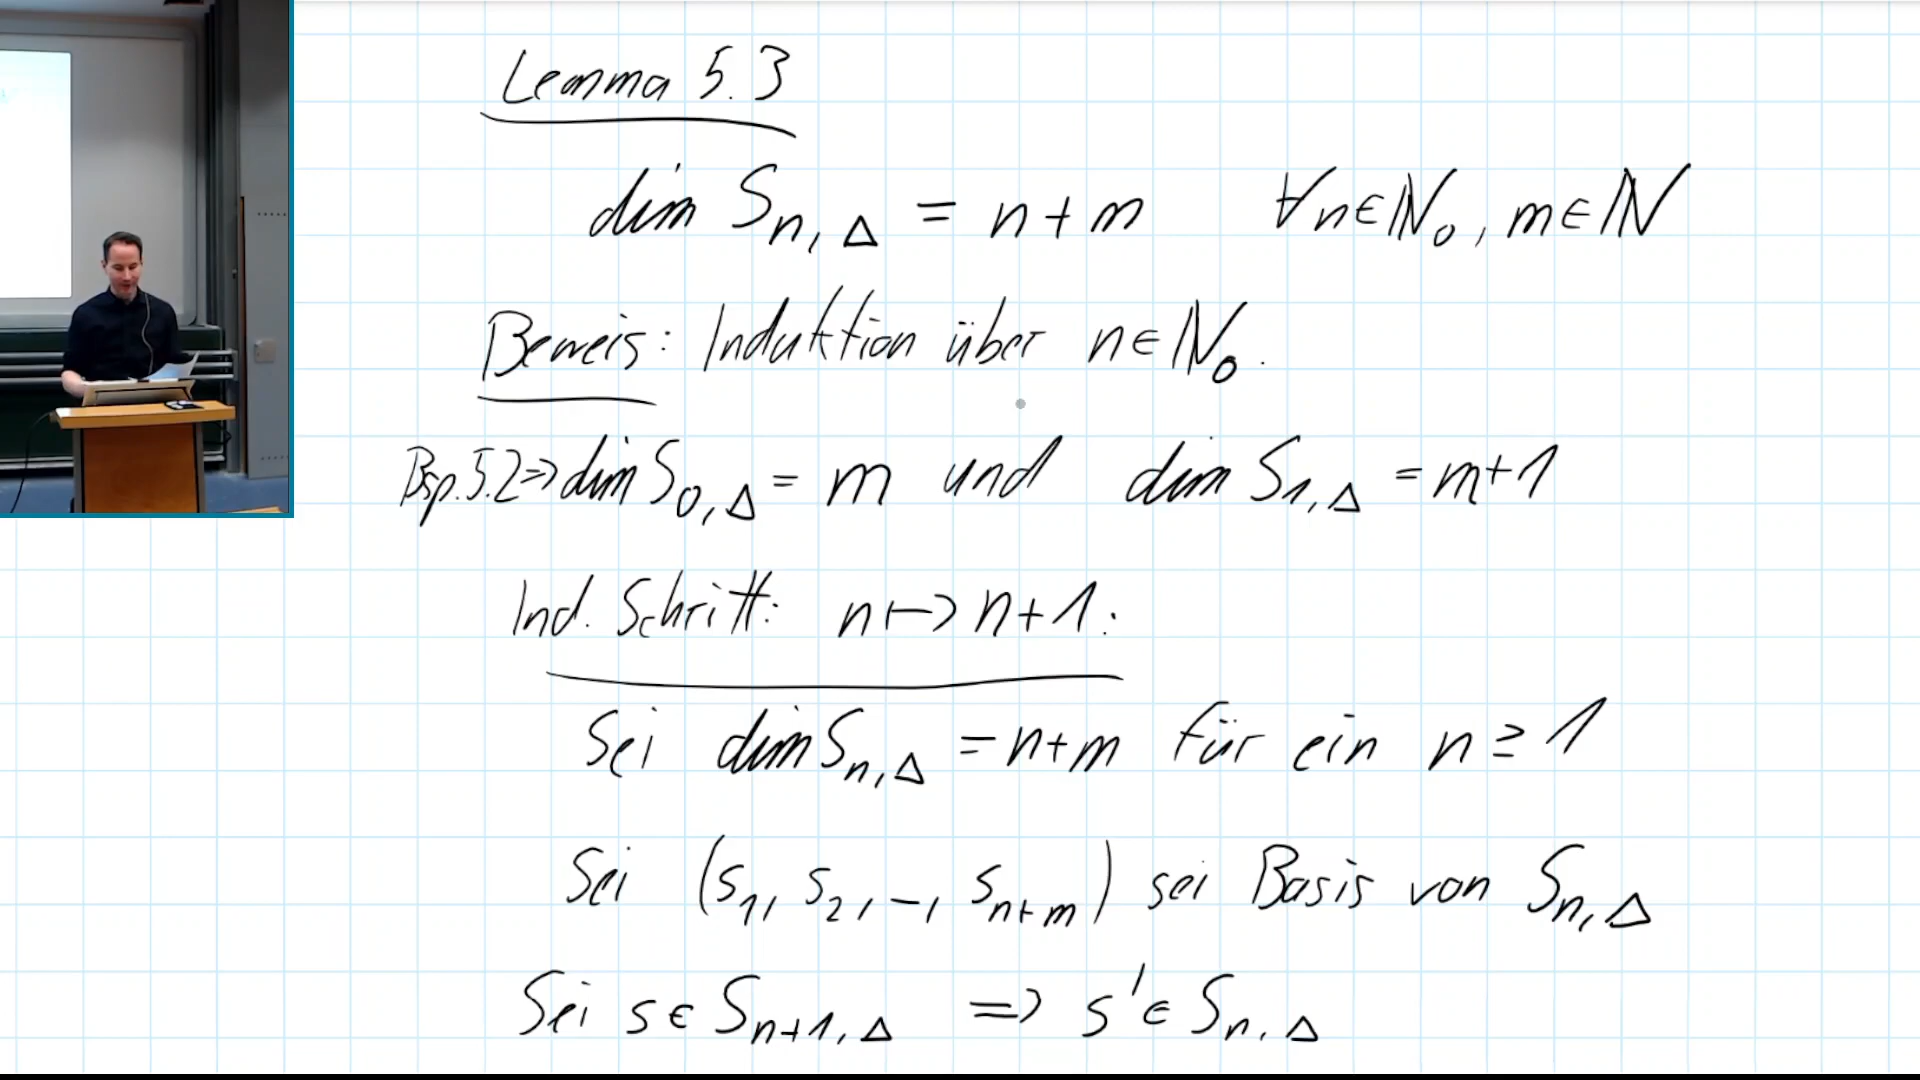 Lemma 5.3
dim S_{n,Δ} = n+m ∀n∈ℕ₀, m∈ℕ
Beweis: Induktion über n∈ℕ₀.
Bsp. 5.2 ⇒ dim S_{0,Δ} = m und dim S_{1,Δ} = m+1
Ind. Schritt: n ↦ n+1:
Sei dim S_{n,Δ} = n+m für ein n ≥ 1
Sei (s₁, s₂, –, s_{n+m}) sei Basis von S_{n,Δ}
Sei s ∈ S_{n+1,Δ} ⇒ s' ∈ S_{n,Δ}